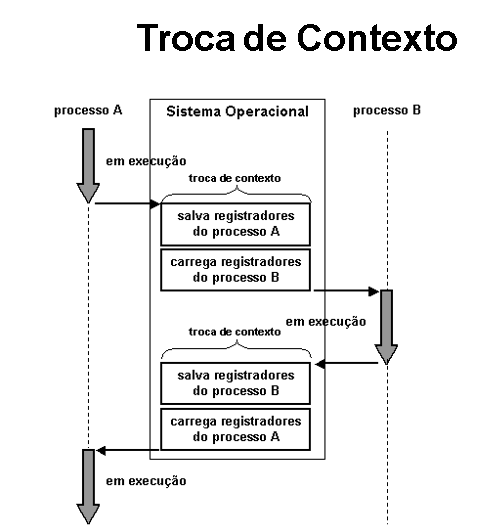 Troca de Contexto
processo A
Sistema Operacional
processo B
em execução
troca de contexto
salva registradores
do processo A
carrega registradores
do processo B
em execução
troca de contexto
salva registradores
do processo B
carrega registradores
do processo A
em execução